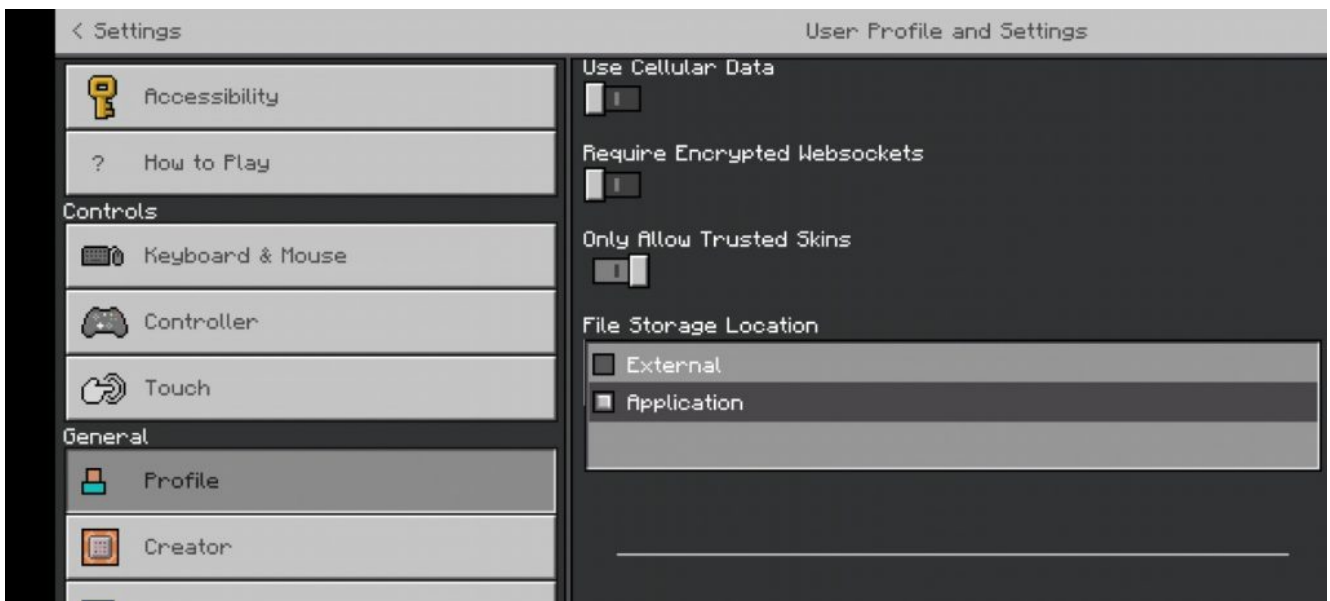 < Settings
User Profile and Settings
Accessibility
? How to Play
Controls
Keyboard & Mouse
Controller
Touch
General
Profile
Creator
Use Cellular Data
Require Encrypted Websockets
Only Allow Trusted Skins
File Storage Location
External
Application